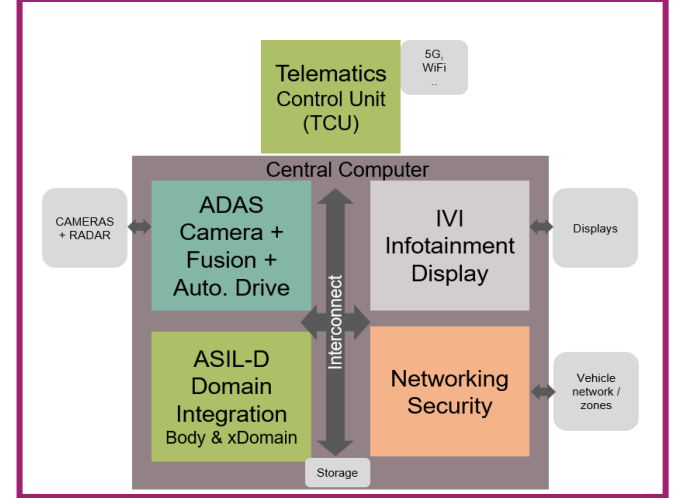 Telematics
Control Unit
(TCU)
5G,
WiFi
..
Central Computer
CAMERAS
+ RADAR
ADAS
Camera +
Fusion +
Auto. Drive
Interconnect
IVI
Infotainment
Display
Displays
ASIL-D
Domain
Integration
Body & xDomain
Networking
Security
Vehicle
network /
zones
Storage